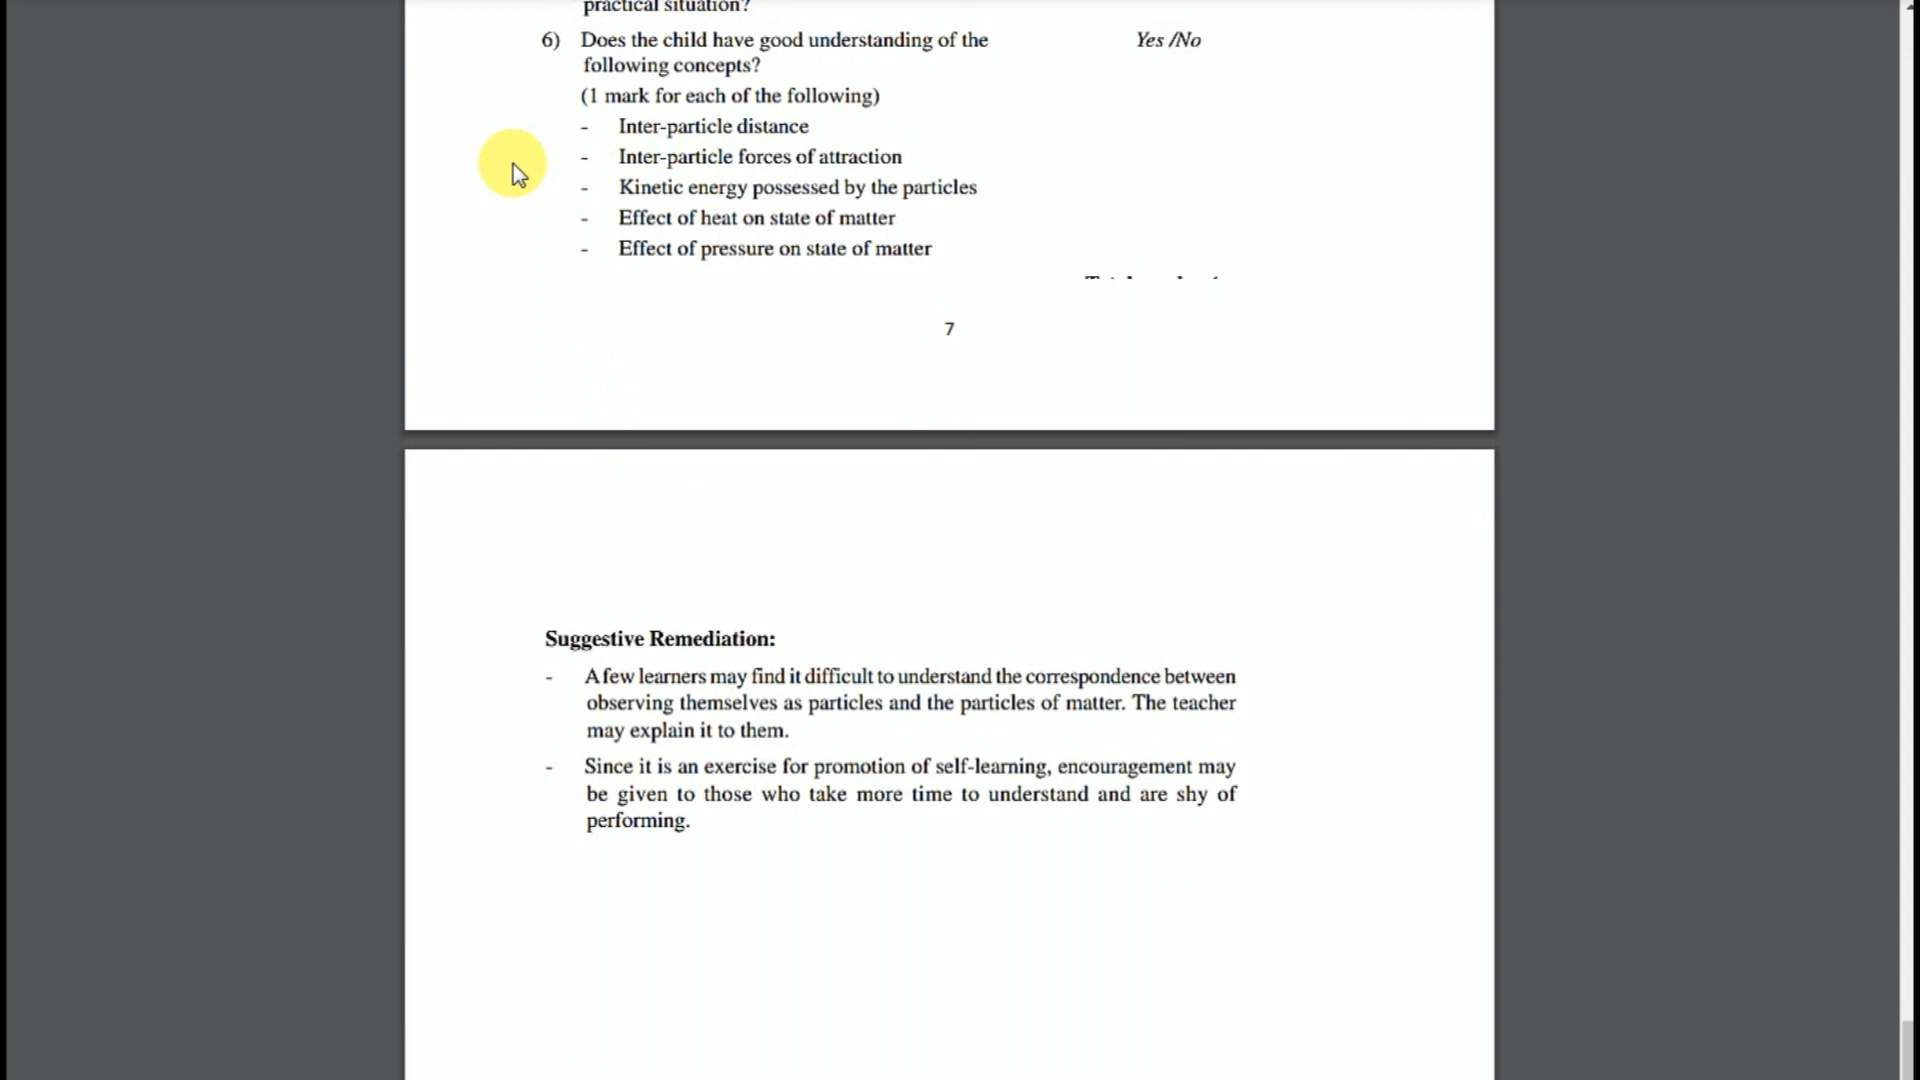 practical situation?
6) Does the child have good understanding of the Yes /No
following concepts?
(1 mark for each of the following)
- Inter-particle distance
- Inter-particle forces of attraction
- Kinetic energy possessed by the particles
- Effect of heat on state of matter
- Effect of pressure on state of matter
7
Suggestive Remediation:
- A few learners may find it difficult to understand the correspondence between
observing themselves as particles and the particles of matter. The teacher
may explain it to them.
- Since it is an exercise for promotion of self-learning, encouragement may
be given to those who take more time to understand and are shy of
performing.